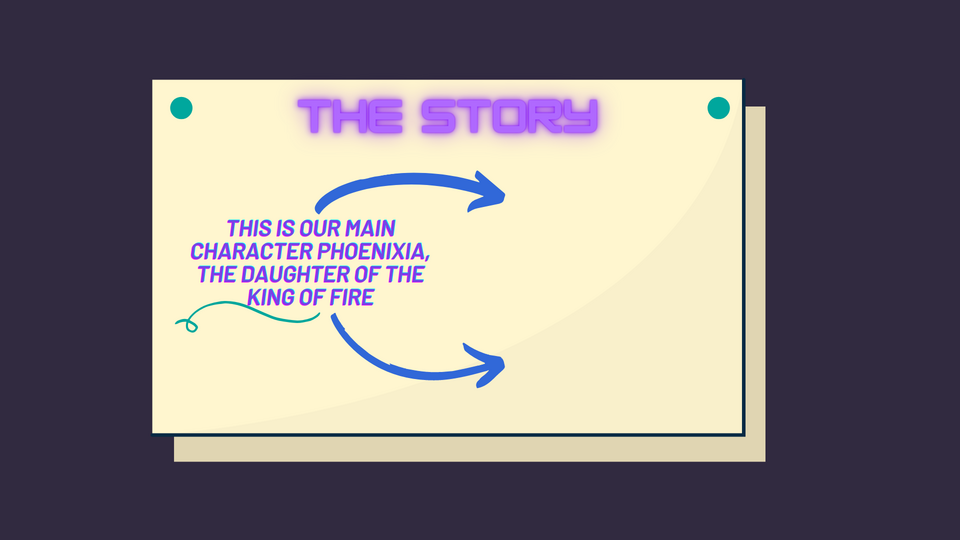 THE STORY
THIS IS OUR MAIN
CHARACTER PHOENIXIA,
THE DAUGHTER OF THE
KING OF FIRE